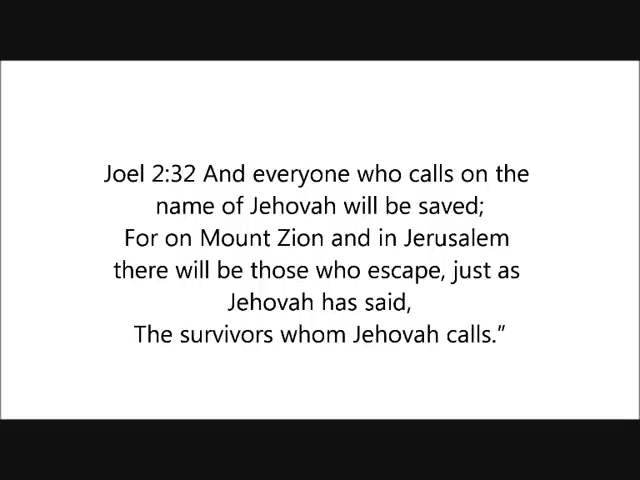 Joel 2:32 And everyone who calls on the
name of Jehovah will be saved;
For on Mount Zion and in Jerusalem
there will be those who escape, just as
Jehovah has said,
The survivors whom Jehovah calls.”